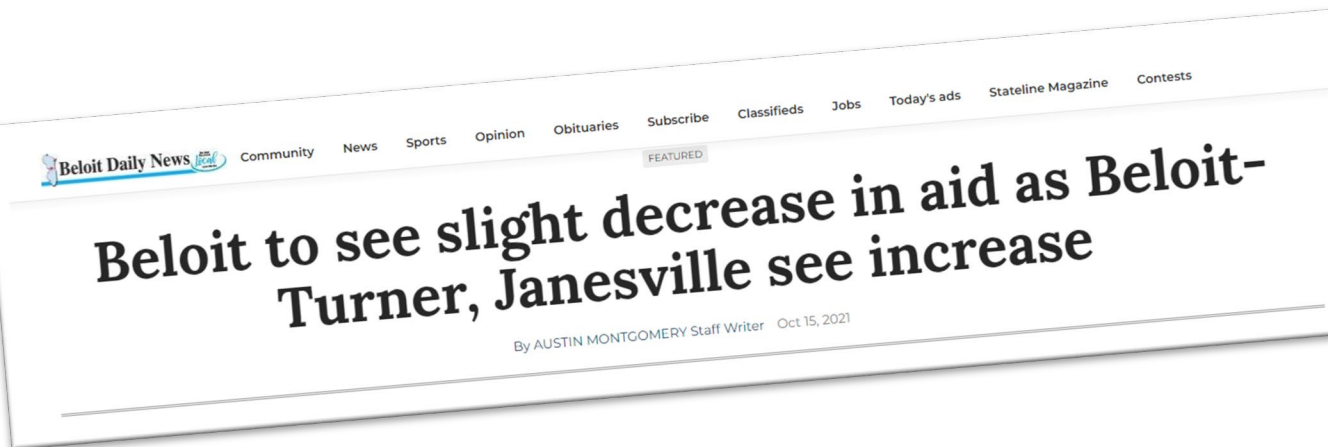 Beloit Daily News local
Community News Sports Opinion Obituaries Subscribe Classifieds Jobs Today's ads Stateline Magazine Contests
FEATURED
Beloit to see slight decrease in aid as Beloit-
Turner, Janesville see increase
By AUSTIN MONTGOMERY Staff Writer Oct 15, 2021